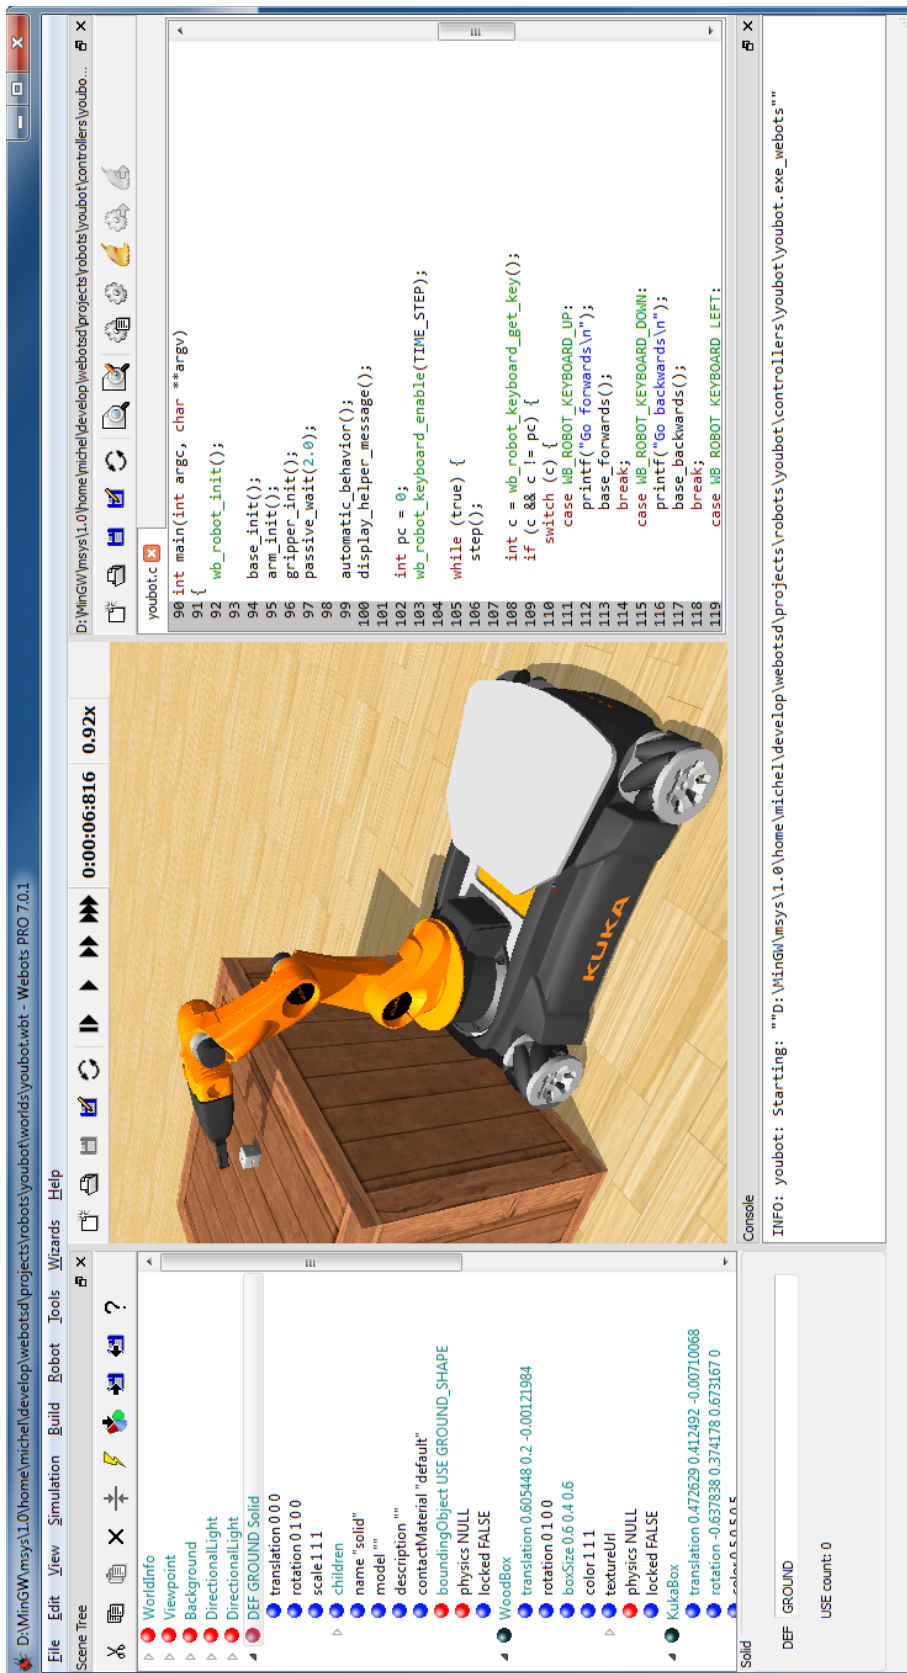 D:\MinGW\msys\1.0\home\michel\develop\webotsd\projects\robots\youbot\worlds\youbot.wbt - Webots PRO 7.0.1
File Edit View Simulation Build Robot Tools Wizards Help
Scene Tree
WorldInfo
Viewpoint
Background
DirectionalLight
DirectionalLight
DEF GROUND Solid
translation 0 0 0
rotation 0 1 0 0
scale 1 1 1
children
name "solid"
model ""
description ""
contactMaterial "default"
boundingObject USE GROUND_SHAPE
physics NULL
locked FALSE
WoodBox
translation 0.605448 0.2 -0.00121984
rotation 0 1 0 0
boxSize 0.6 0.4 0.6
color 1 1 1
textureUrl
physics NULL
locked FALSE
KukaBox
translation 0.472629 0.412492 -0.00710068
rotation -0.637838 0.374178 0.673167 0
Solid
DEF GROUND
USE count: 0
0:00:06:816 0.92x
KUKA
D:\MinGW\msys\1.0\home\michel\develop\webotsd\projects\robots\youbot\controllers\youbo...
youbot.c
90 int main(int argc, char **argv)
91 {
92 wb_robot_init();
93
94 base_init();
95 arm_init();
96 gripper_init();
97 passive_wait(2.0);
98
99 automatic_behavior();
100 display_helper_message();
101
102 int pc = 0;
103 wb_robot_keyboard_enable(TIME_STEP);
104
105 while (true) {
106 step();
107
108 int c = wb_robot_keyboard_get_key();
109 if (c && c != pc) {
110 switch (c) {
111 case WB_ROBOT_KEYBOARD_UP:
112 printf("Go forwards\n");
113 base_forwards();
114 break;
115 case WB_ROBOT_KEYBOARD_DOWN:
116 printf("Go backwards\n");
117 base_backwards();
118 break;
119 case WB_ROBOT_KEYBOARD_LEFT:
Console
INFO: youbot: Starting: ""D:\MinGW\msys\1.0\home\michel\develop\webotsd\projects\robots\youbot\controllers\youbot\youbot.exe_webots""